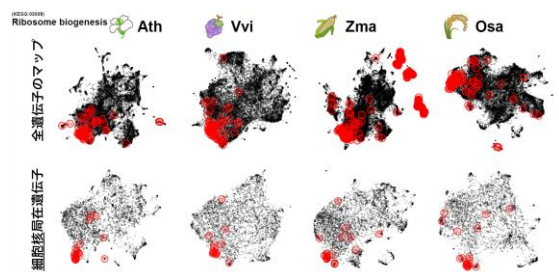 (KEGG:03008)
Ribosome biogenesis
Ath
Vvi
Zma
Osa
全遺伝子のマップ
細胞核局在遺伝子